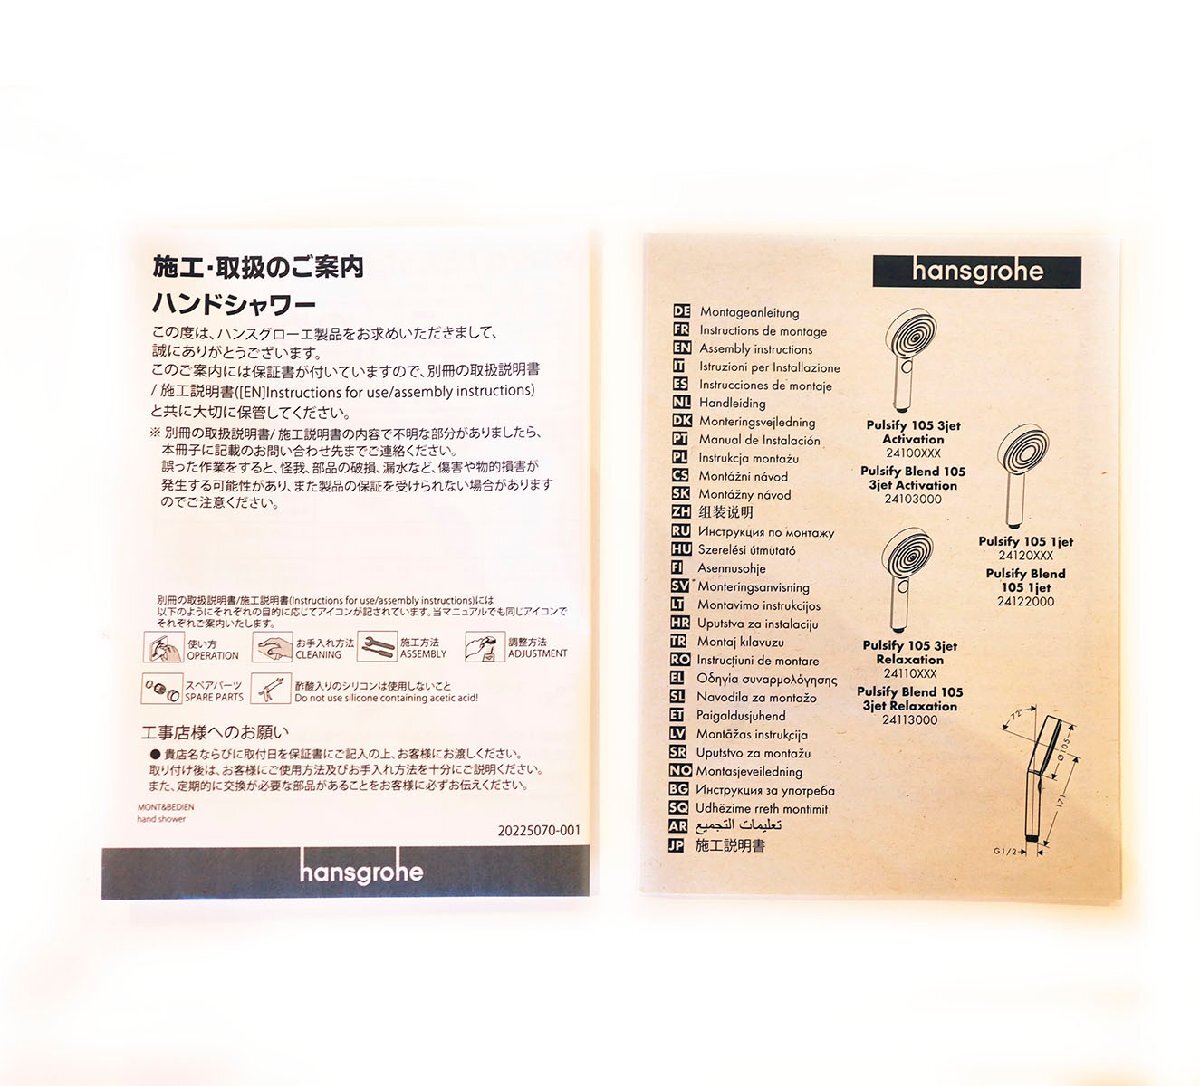 施工・取扱のご案内
ハンドシャワー
この度は、ハンスグローエ製品をお求めいただきまして、
誠にありがとうございます。
このご案内には保証書が付いていますので、別冊の取扱説明書
/ 施工説明書([EN]Instructions for use/assembly instructions)
と共に大切に保管してください。
※ 別冊の取扱説明書/ 施工説明書の内容で不明な部分がありましたら、
本冊子に記載のお問い合わせ先までご連絡ください。
誤った作業をすると、怪我、部品の破損、漏水など、傷害や物的損害が
発生する可能性があり、また製品の保証を受けられない場合があります
のでご注意ください。
別冊の取扱説明書/施工説明書(Instructions for use/assembly instructions)には
以下のようにそれぞれの目的に応じてアイコンが記されています。当マニュアルでも同じアイコンで
それぞれご案内いたします。
使い方
OPERATION
お手入れ方法
CLEANING
施工方法
ASSEMBLY
調整方法
ADJUSTMENT
スペアパーツ
SPARE PARTS
酢酸入りのシリコンは使用しないこと
Do not use silicone containing acetic acid!
工事店様へのお願い
● 貴店名ならびに取付日を保証書にご記入の上、お客様にお渡しください。
取り付け後は、お客様にご使用方法及びお手入れ方法を十分にご説明ください。
また、定期的に交換が必要な部品があることをお客様に必ずお伝えください。
MONT&BEDIEN
hand shower
20225070-001
hansgrohe
hansgrohe
DE Montageanleitung
FR Instructions de montage
EN Assembly instructions
IT Istruzioni per Installazione
ES Instrucciones de montaje
NL Handleiding
DK Monteringsvejledning
PT Manual de Instalación
PL Instrukcja montażu
CS Montážní návod
SK Montážny návod
ZH 组装说明
RU Инструкция по монтажу
HU Szerelési útmutató
FI Asennusohje
SV Monteringsanvisning
LT Montavimo instrukcijos
HR Uputstva za instalaciju
TR Montaj kılavuzu
RO Instrucțiuni de montare
EL Οδηγία συναρμολόγησης
SL Navodila za montažo
ET Paigaldusjuhend
LV Montāžas instrukcija
SR Uputstvo za montažu
NO Montasjeveiledning
BG Инструкция за употреба
SQ Udhëzime rreth montimit
AR تعليمات التجميع
JP 施工説明書
Pulsify 105 3jet
Activation
24100XXX
Pulsify Blend 105
3jet Activation
24103000
Pulsify 105 1jet
24120XXX
Pulsify Blend
105 1jet
24122000
Pulsify 105 3jet
Relaxation
24110XXX
Pulsify Blend 105
3jet Relaxation
24113000
12°
ø 105
171
G1/2